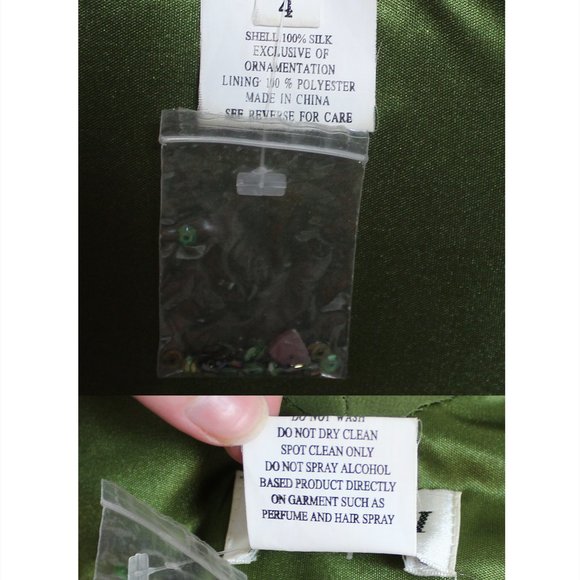 4
SHELL 100% SILK
EXCLUSIVE OF
ORNAMENTATION
LINING 100 % POLYESTER
MADE IN CHINA
SEE REVERSE FOR CARE
DO NOT WASH
DO NOT DRY CLEAN
SPOT CLEAN ONLY
DO NOT SPRAY ALCOHOL
BASED PRODUCT DIRECTLY
ON GARMENT SUCH AS
PERFUME AND HAIR SPRAY